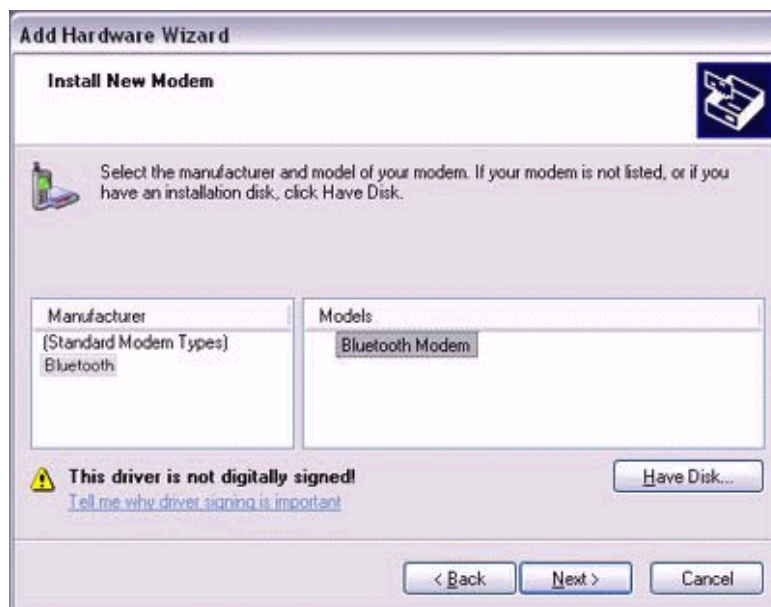 Add Hardware Wizard
Install New Modem
Select the manufacturer and model of your modem. If your modem is not listed, or if you
have an installation disk, click Have Disk.
Manufacturer
(Standard Modem Types)
Bluetooth
Models
Bluetooth Modem
This driver is not digitally signed!
Tell me why driver signing is important
Have Disk...
< Back
Next >
Cancel